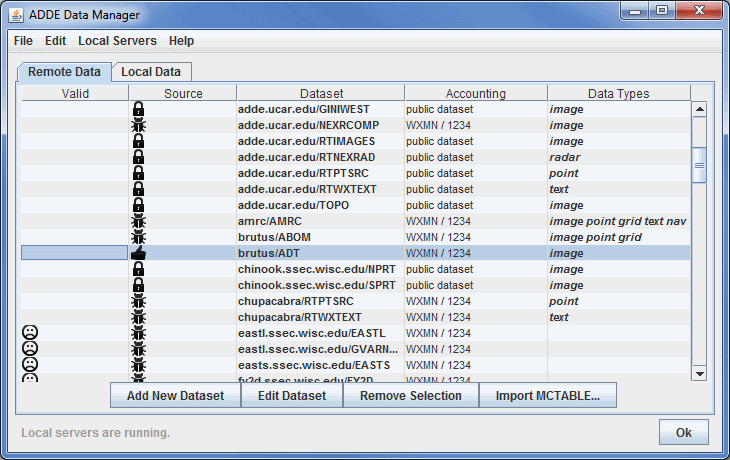 ADDE Data Manager
File Edit Local Servers Help
Remote Data Local Data
Valid Source Dataset Accounting Data Types
adde.ucar.edu/GINIWEST public dataset image
adde.ucar.edu/NEXRCOMP WXMN / 1234 image
adde.ucar.edu/RTIMAGES public dataset image
adde.ucar.edu/RTNEXRAD public dataset radar
adde.ucar.edu/RTPTSRC public dataset point
adde.ucar.edu/RTWXTEXT public dataset text
adde.ucar.edu/TOPO public dataset image
amrc/AMRC WXMN / 1234 image point grid text nav
brutus/ABOM WXMN / 1234 image point grid
brutus/ADT WXMN / 1234 image
chinook.ssec.wisc.edu/NPRT public dataset image
chinook.ssec.wisc.edu/SPRT public dataset image
chupacabra/RTPTSRC WXMN / 1234 point
chupacabra/RTWXTEXT WXMN / 1234 text
eastl.ssec.wisc.edu/EASTL WXMN / 1234
eastl.ssec.wisc.edu/GVARN... WXMN / 1234
easts.ssec.wisc.edu/EASTS WXMN / 1234
fy2d.ssec.wisc.edu/FY2D WXMN / 1234
Add New Dataset Edit Dataset Remove Selection Import MCTABLE...
Local servers are running. Ok